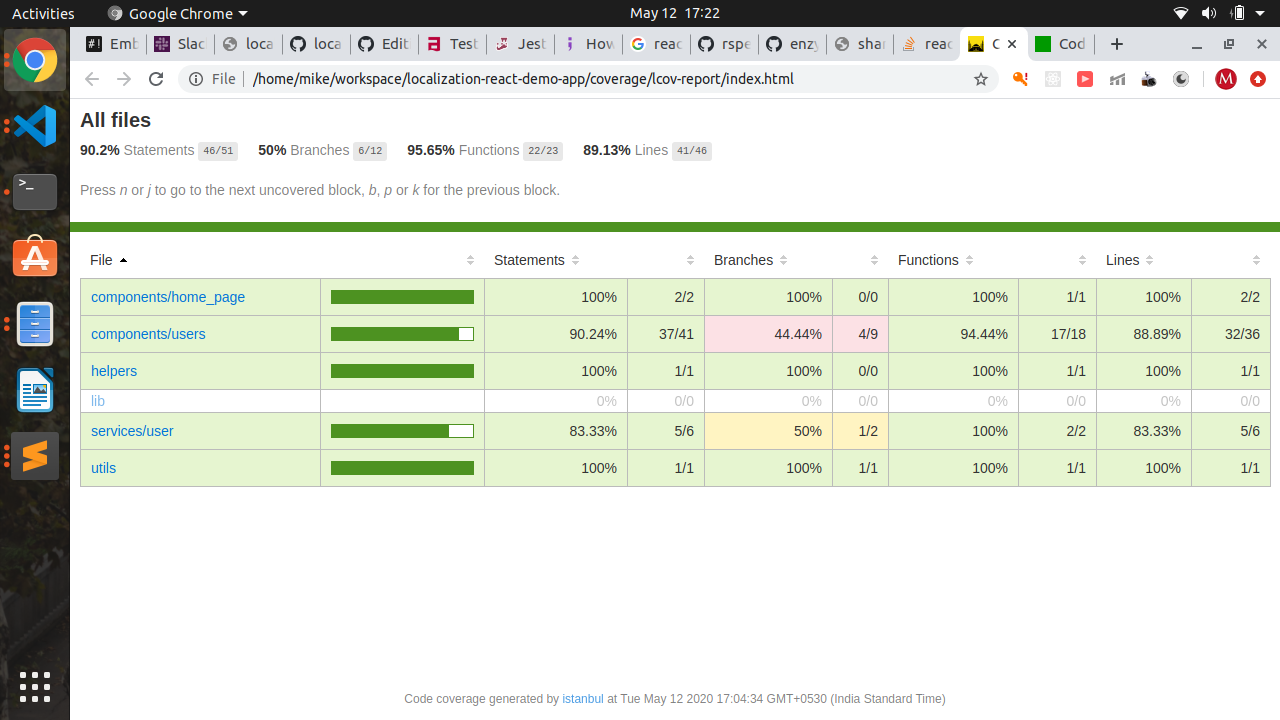 Activities Google Chrome May 12 17:22
Emb Slac loca loca Edit Test Jest How reac rspe enzy shar reac C Cod
File /home/mike/workspace/localization-react-demo-app/coverage/lcov-report/index.html M
All files
90.2% Statements 46/51 50% Branches 6/12 95.65% Functions 22/23 89.13% Lines 41/46
Press n or j to go to the next uncovered block, b, p or k for the previous block.
File Statements Branches Functions Lines
components/home_page 100% 2/2 100% 0/0 100% 1/1 100% 2/2
components/users 90.24% 37/41 44.44% 4/9 94.44% 17/18 88.89% 32/36
helpers 100% 1/1 100% 0/0 100% 1/1 100% 1/1
lib 0% 0/0 0% 0/0 0% 0/0 0% 0/0
services/user 83.33% 5/6 50% 1/2 100% 2/2 83.33% 5/6
utils 100% 1/1 100% 1/1 100% 1/1 100% 1/1
Code coverage generated by istanbul at Tue May 12 2020 17:04:34 GMT+0530 (India Standard Time)